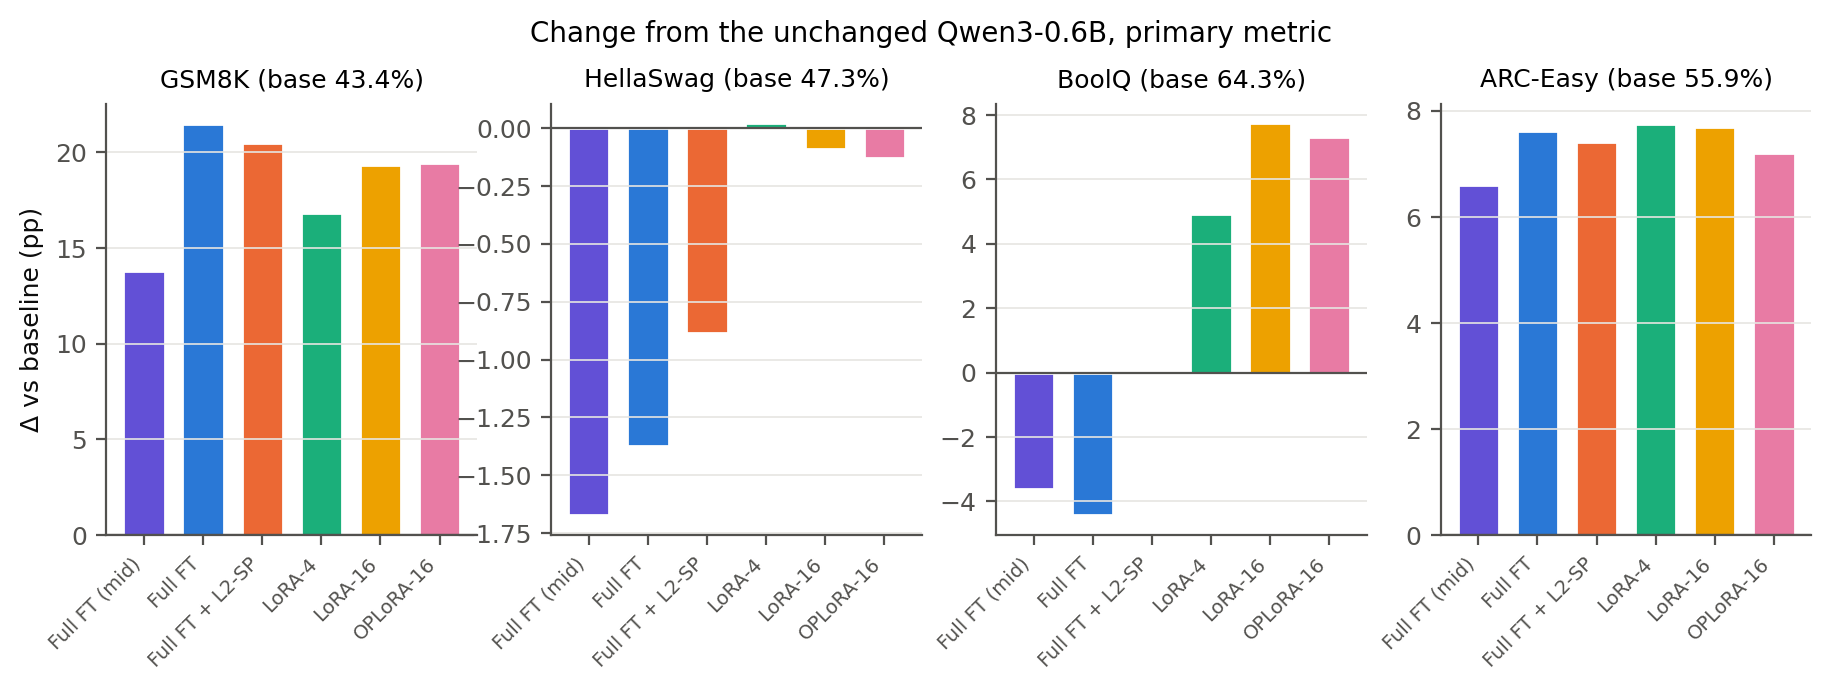 Change from the unchanged Qwen3-0.6B, primary metric
GSM8K (base 43.4%)
Δ vs baseline (pp)
20
15
10
5
0
Full FT (mid)
Full FT
Full FT + L2-SP
LoRA-4
LoRA-16
OPLoRA-16
HellaSwag (base 47.3%)
0.00
−0.25
−0.50
−0.75
−1.00
−1.25
−1.50
−1.75
Full FT (mid)
Full FT
Full FT + L2-SP
LoRA-4
LoRA-16
OPLoRA-16
BoolQ (base 64.3%)
8
6
4
2
0
−2
−4
Full FT (mid)
Full FT
Full FT + L2-SP
LoRA-4
LoRA-16
OPLoRA-16
ARC-Easy (base 55.9%)
8
6
4
2
0
Full FT (mid)
Full FT
Full FT + L2-SP
LoRA-4
LoRA-16
OPLoRA-16